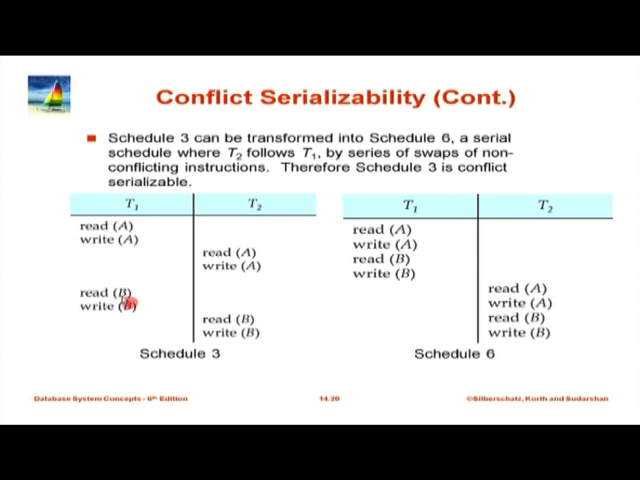 Conflict Serializability (Cont.)
Schedule 3 can be transformed into Schedule 6, a serial
schedule where T2 follows T1, by series of swaps of non-
conflicting instructions. Therefore Schedule 3 is conflict
serializable.
T1 T2
read (A)
write (A)
read (A)
write (A)
read (B)
write (B)
read (B)
write (B)
Schedule 3
T1 T2
read (A)
write (A)
read (B)
write (B)
read (A)
write (A)
read (B)
write (B)
Schedule 6
Database System Concepts - 6th Edition 14.20 ©Silberschatz, Korth and Sudarshan